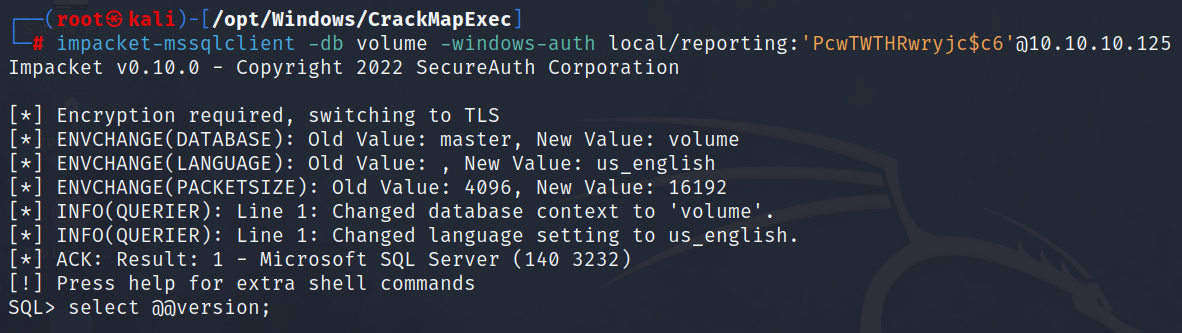 ┌──(root㉿kali)-[/opt/Windows/CrackMapExec]
└─# impacket-mssqlclient -db volume -windows-auth local/reporting:'PcwTWTHRwryjc$c6'@10.10.10.125
Impacket v0.10.0 - Copyright 2022 SecureAuth Corporation
[*] Encryption required, switching to TLS
[*] ENVCHANGE(DATABASE): Old Value: master, New Value: volume
[*] ENVCHANGE(LANGUAGE): Old Value: , New Value: us_english
[*] ENVCHANGE(PACKETSIZE): Old Value: 4096, New Value: 16192
[*] INFO(QUERIER): Line 1: Changed database context to 'volume'.
[*] INFO(QUERIER): Line 1: Changed language setting to us_english.
[*] ACK: Result: 1 - Microsoft SQL Server (140 3232)
[!] Press help for extra shell commands
SQL> select @@version;